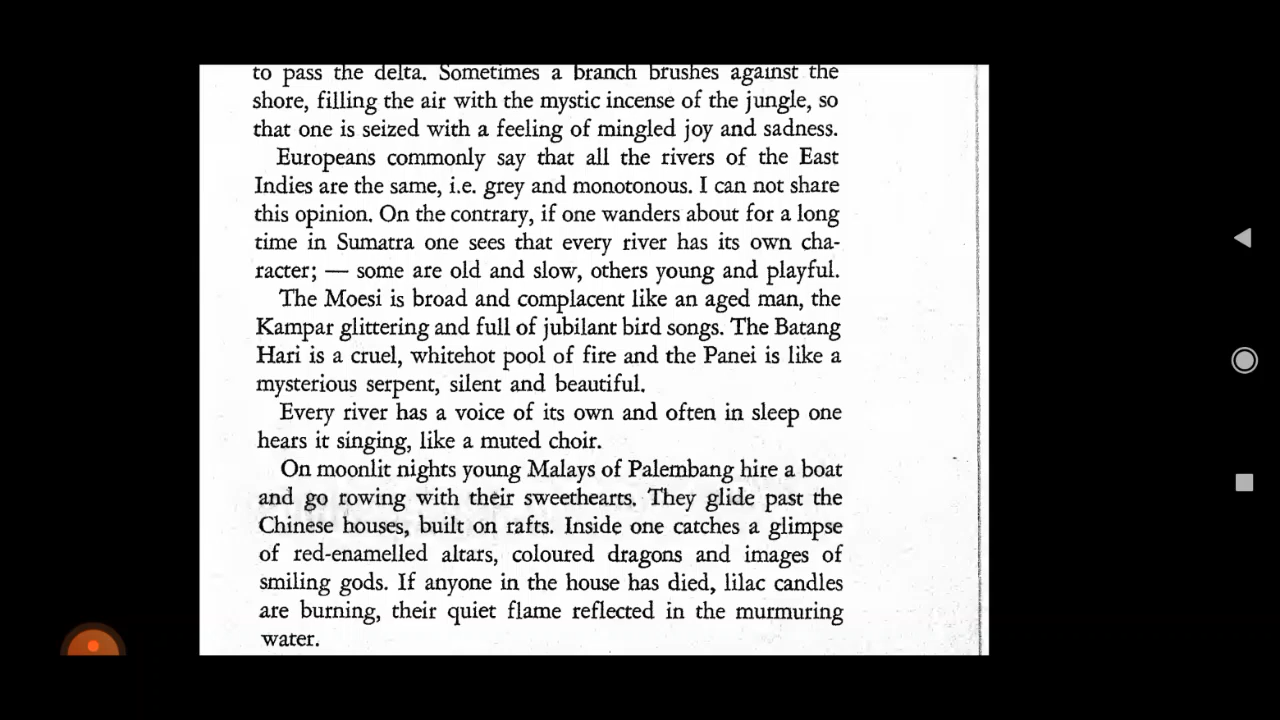 to pass the delta. Sometimes a branch brushes against the
shore, filling the air with the mystic incense of the jungle, so
that one is seized with a feeling of mingled joy and sadness.
Europeans commonly say that all the rivers of the East
Indies are the same, i.e. grey and monotonous. I can not share
this opinion. On the contrary, if one wanders about for a long
time in Sumatra one sees that every river has its own cha-
racter; — some are old and slow, others young and playful.
The Moesi is broad and complacent like an aged man, the
Kampar glittering and full of jubilant bird songs. The Batang
Hari is a cruel, whitehot pool of fire and the Panei is like a
mysterious serpent, silent and beautiful.
Every river has a voice of its own and often in sleep one
hears it singing, like a muted choir.
On moonlit nights young Malays of Palembang hire a boat
and go rowing with their sweethearts. They glide past the
Chinese houses, built on rafts. Inside one catches a glimpse
of red-enamelled altars, coloured dragons and images of
smiling gods. If anyone in the house has died, lilac candles
are burning, their quiet flame reflected in the murmuring
water.